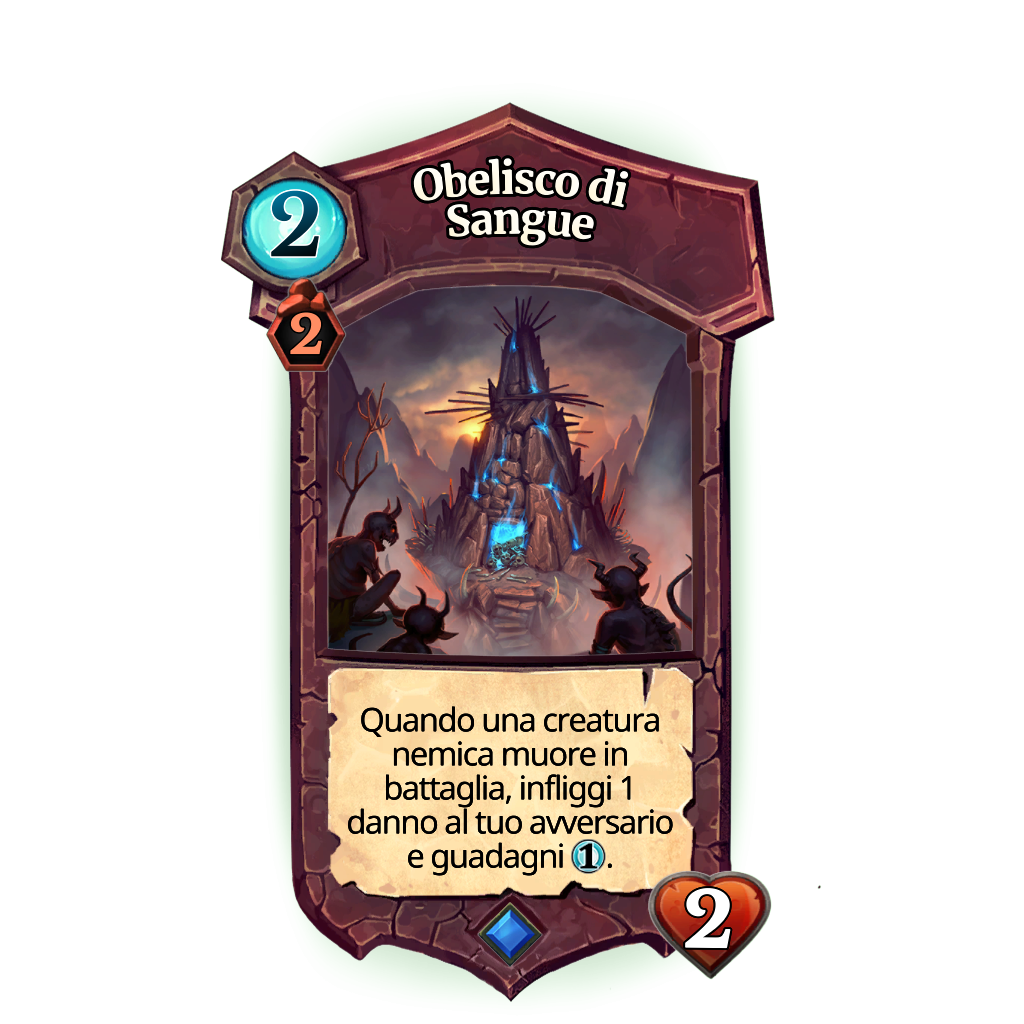 2
Obelisco di
Sangue
2
Quando una creatura
nemica muore in
battaglia, infliggi 1
danno al tuo avversario
e guadagni 1.
2